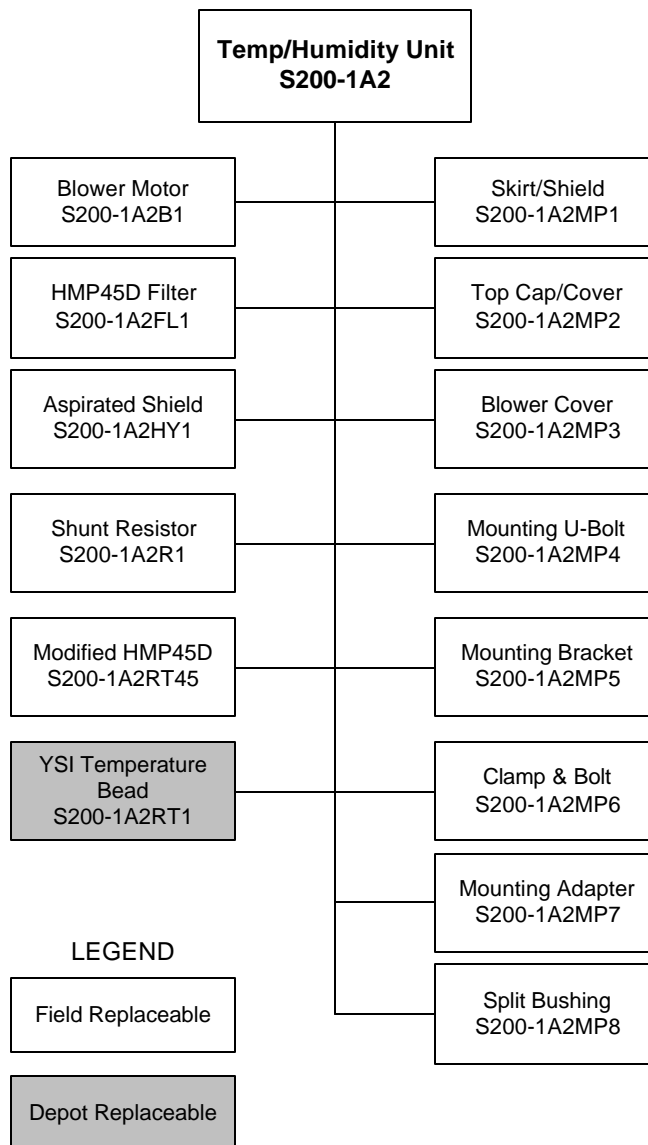 Temp/Humidity Unit
S200-1A2
Blower Motor
S200-1A2B1
Skirt/Shield
S200-1A2MP1
HMP45D Filter
S200-1A2FL1
Top Cap/Cover
S200-1A2MP2
Aspirated Shield
S200-1A2HY1
Blower Cover
S200-1A2MP3
Shunt Resistor
S200-1A2R1
Mounting U-Bolt
S200-1A2MP4
Modified HMP45D
S200-1A2RT45
Mounting Bracket
S200-1A2MP5
YSI Temperature
Bead
S200-1A2RT1
Clamp & Bolt
S200-1A2MP6
Mounting Adapter
S200-1A2MP7
LEGEND
Field Replaceable
Split Bushing
S200-1A2MP8
Depot Replaceable